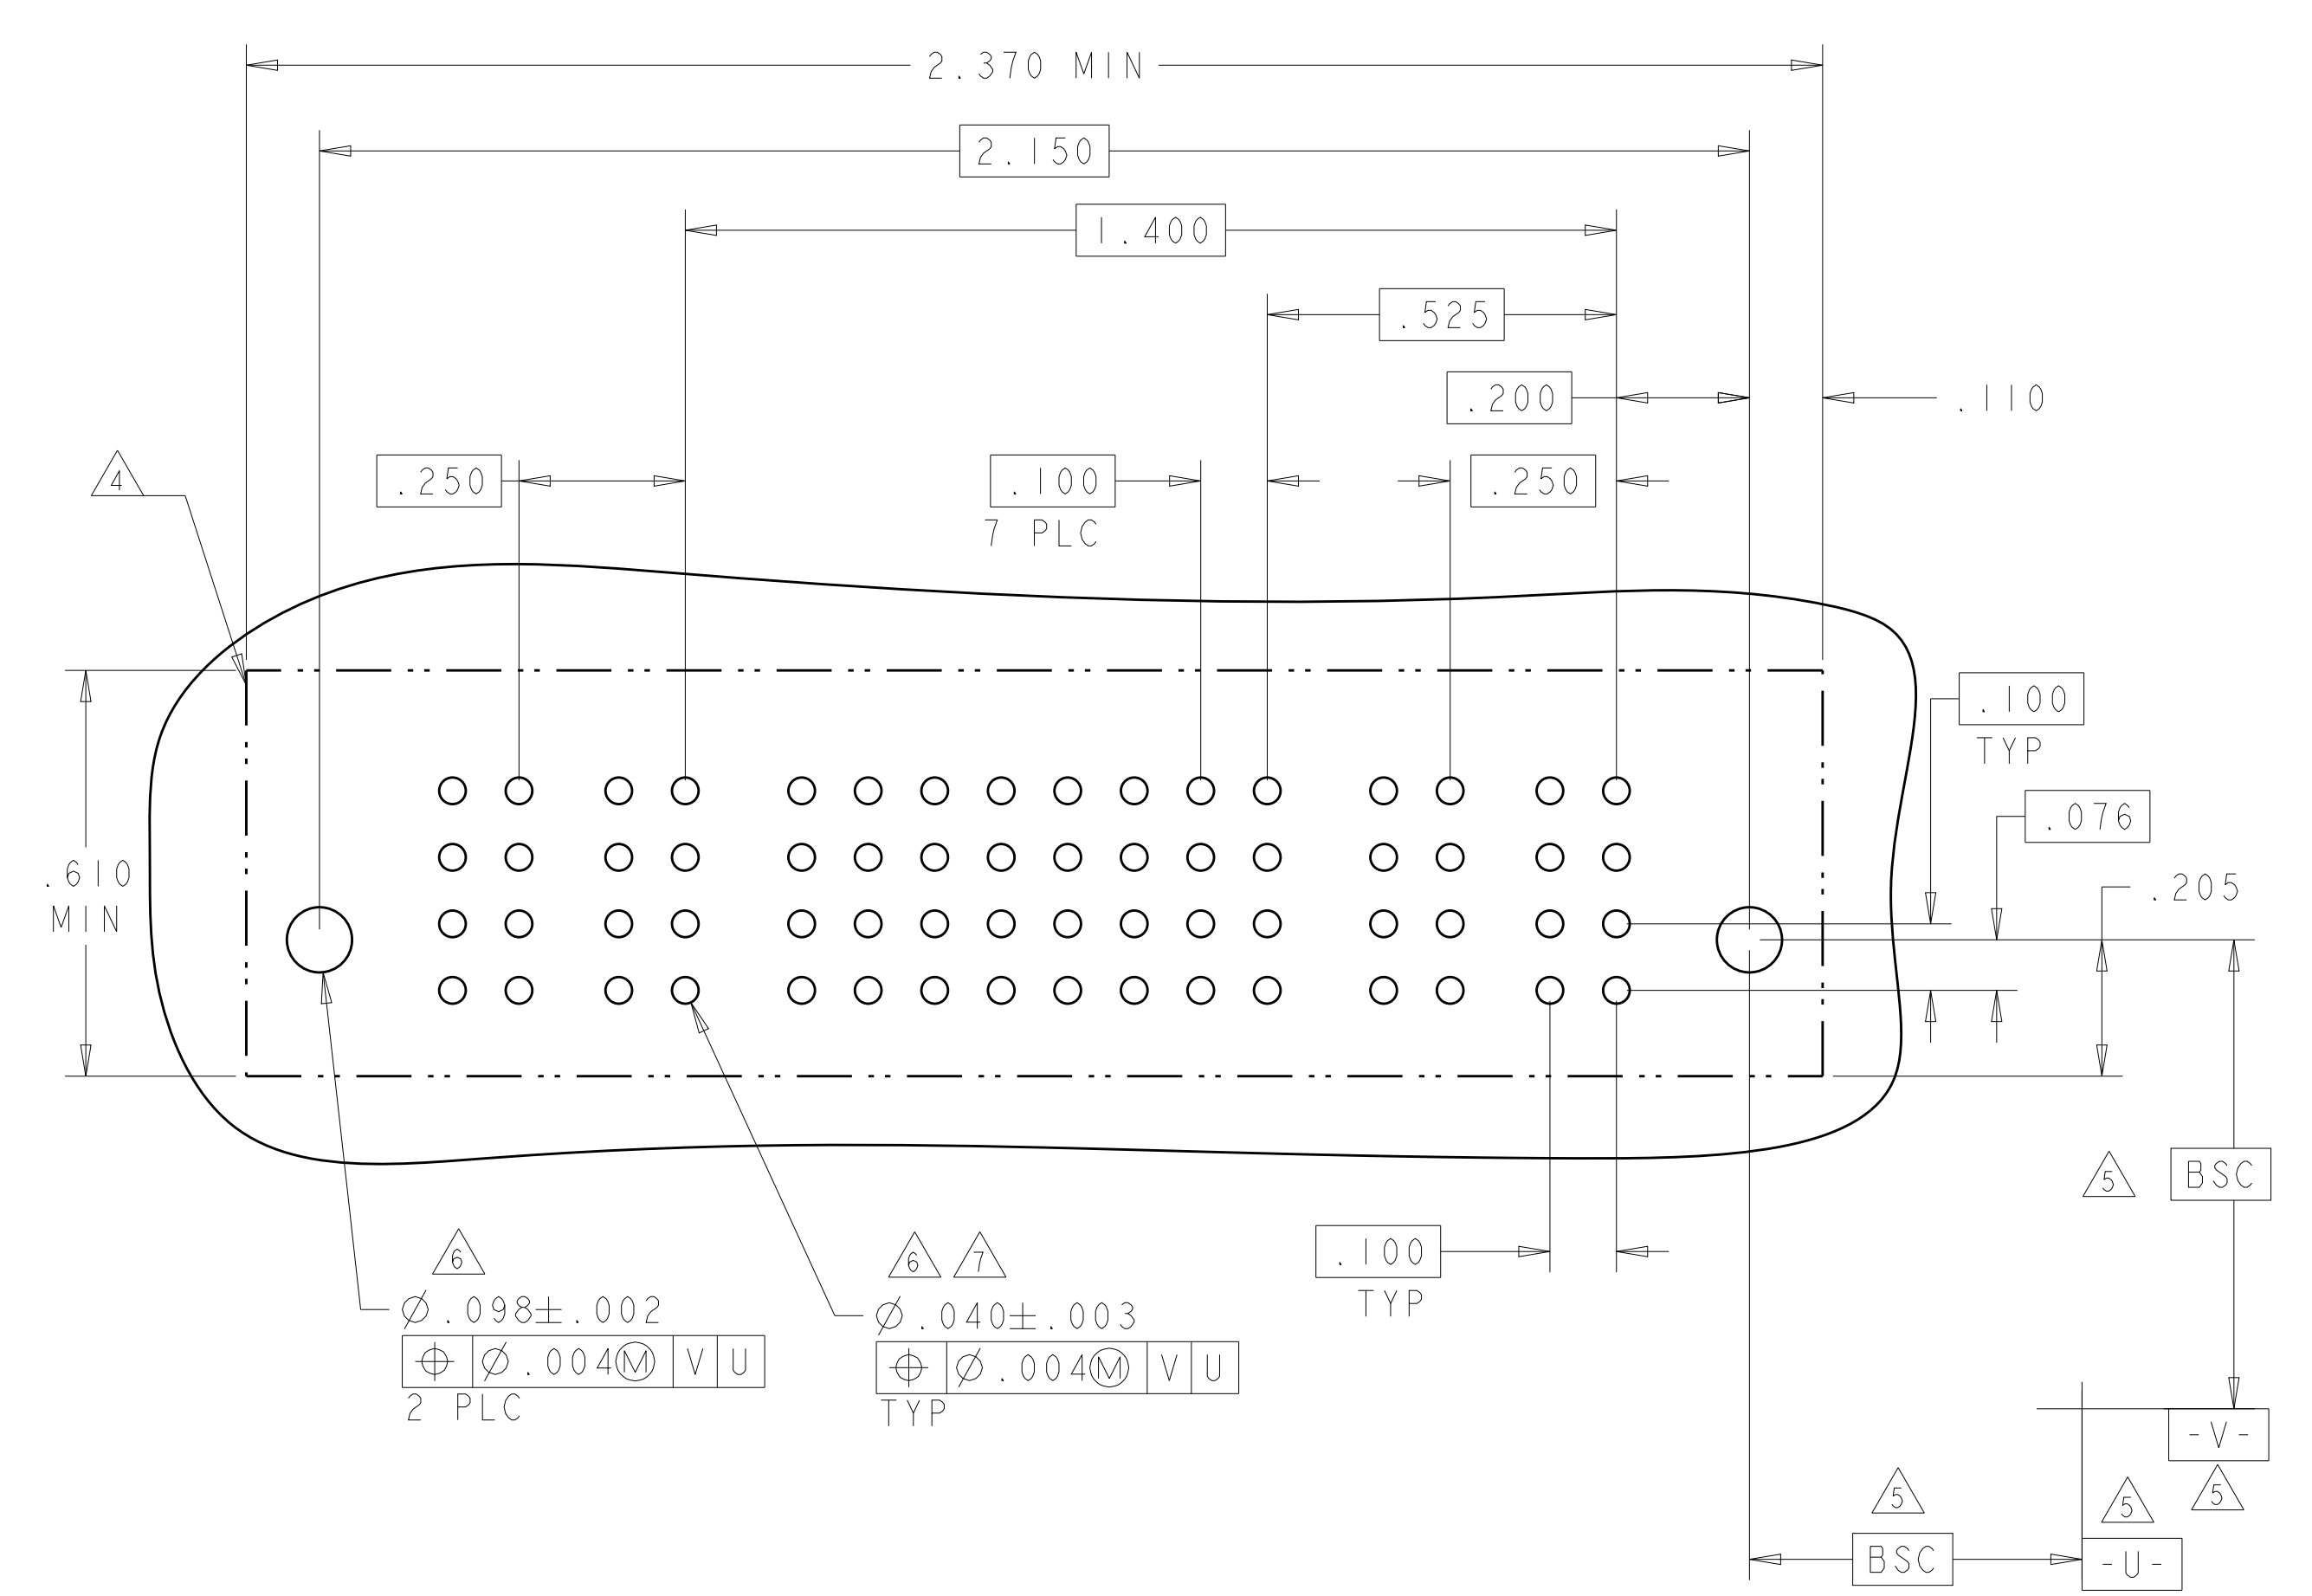 2.370 MIN
2.150
1.400
.525
.200
.110
4
.250
.100
7 PLC
.250
.100
TYP
.076
.610
MIN
.205
5
BSC
6
⌀.098±.002
⌖ ⌀.004Ⓜ V U
2 PLC
6 7
⌀.040±.003
⌖ ⌀.004Ⓜ V U
TYP
.100
TYP
-V-
5
5
5
BSC
-U-